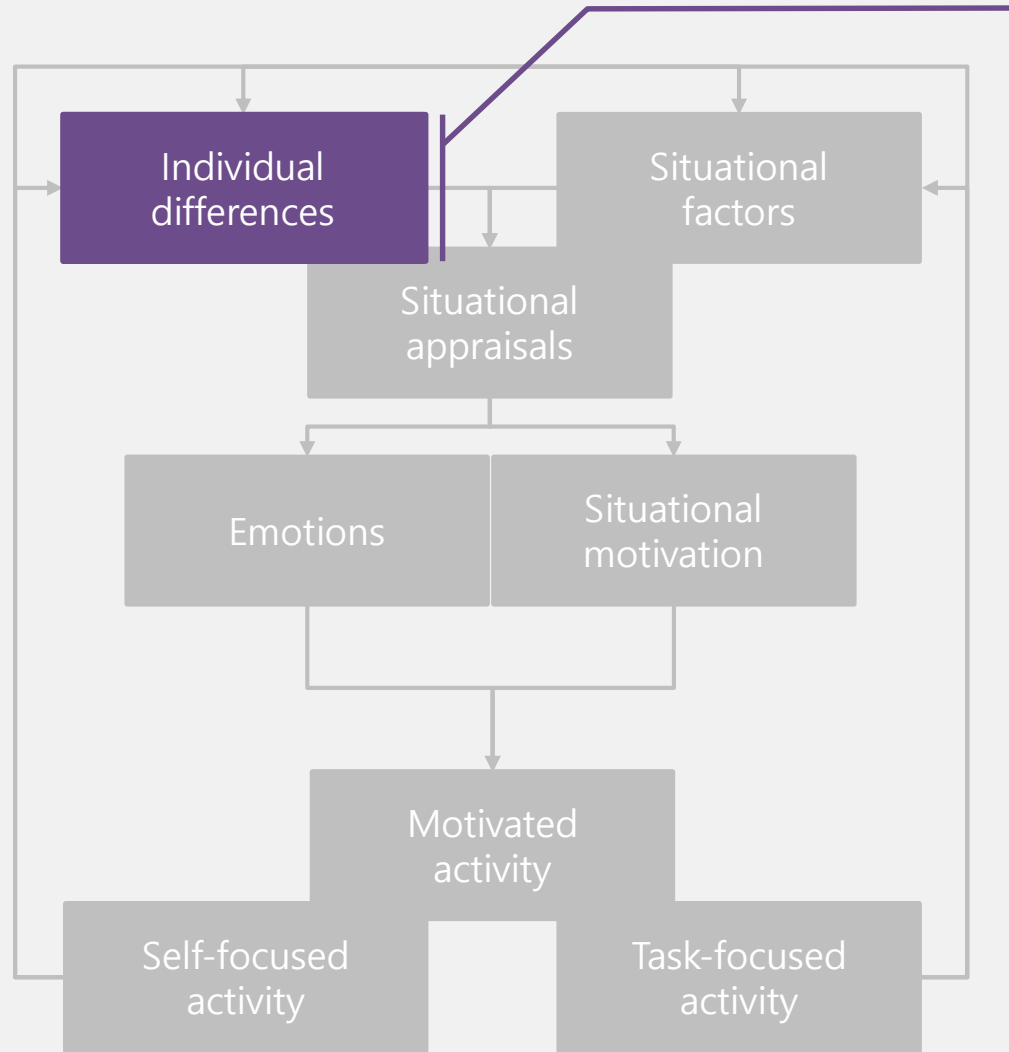 Individual
differences
Situational
factors
Situational
appraisals
Emotions
Situational
motivation
Motivated
activity
Self-focused
activity
Task-focused
activity